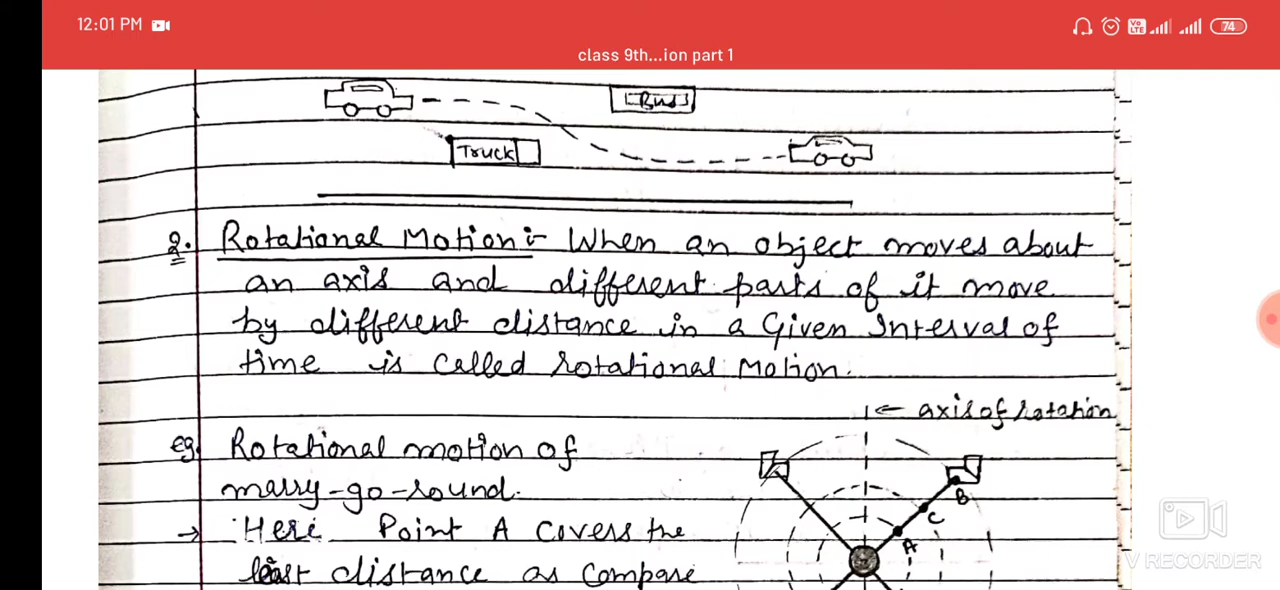 12:01 PM
Vo LTE
74
class 9th...ion part 1
Bus
Truck
2. Rotational Motion :- When an object moves about
an axis and different parts of it move
by different distance in a Given Interval of
time is called rotational Motion.
← axis of rotation
eg. Rotational motion of
marry-go-round.
B
C
→ Here Point A covers the
A
least distance as compare
V RECORDER